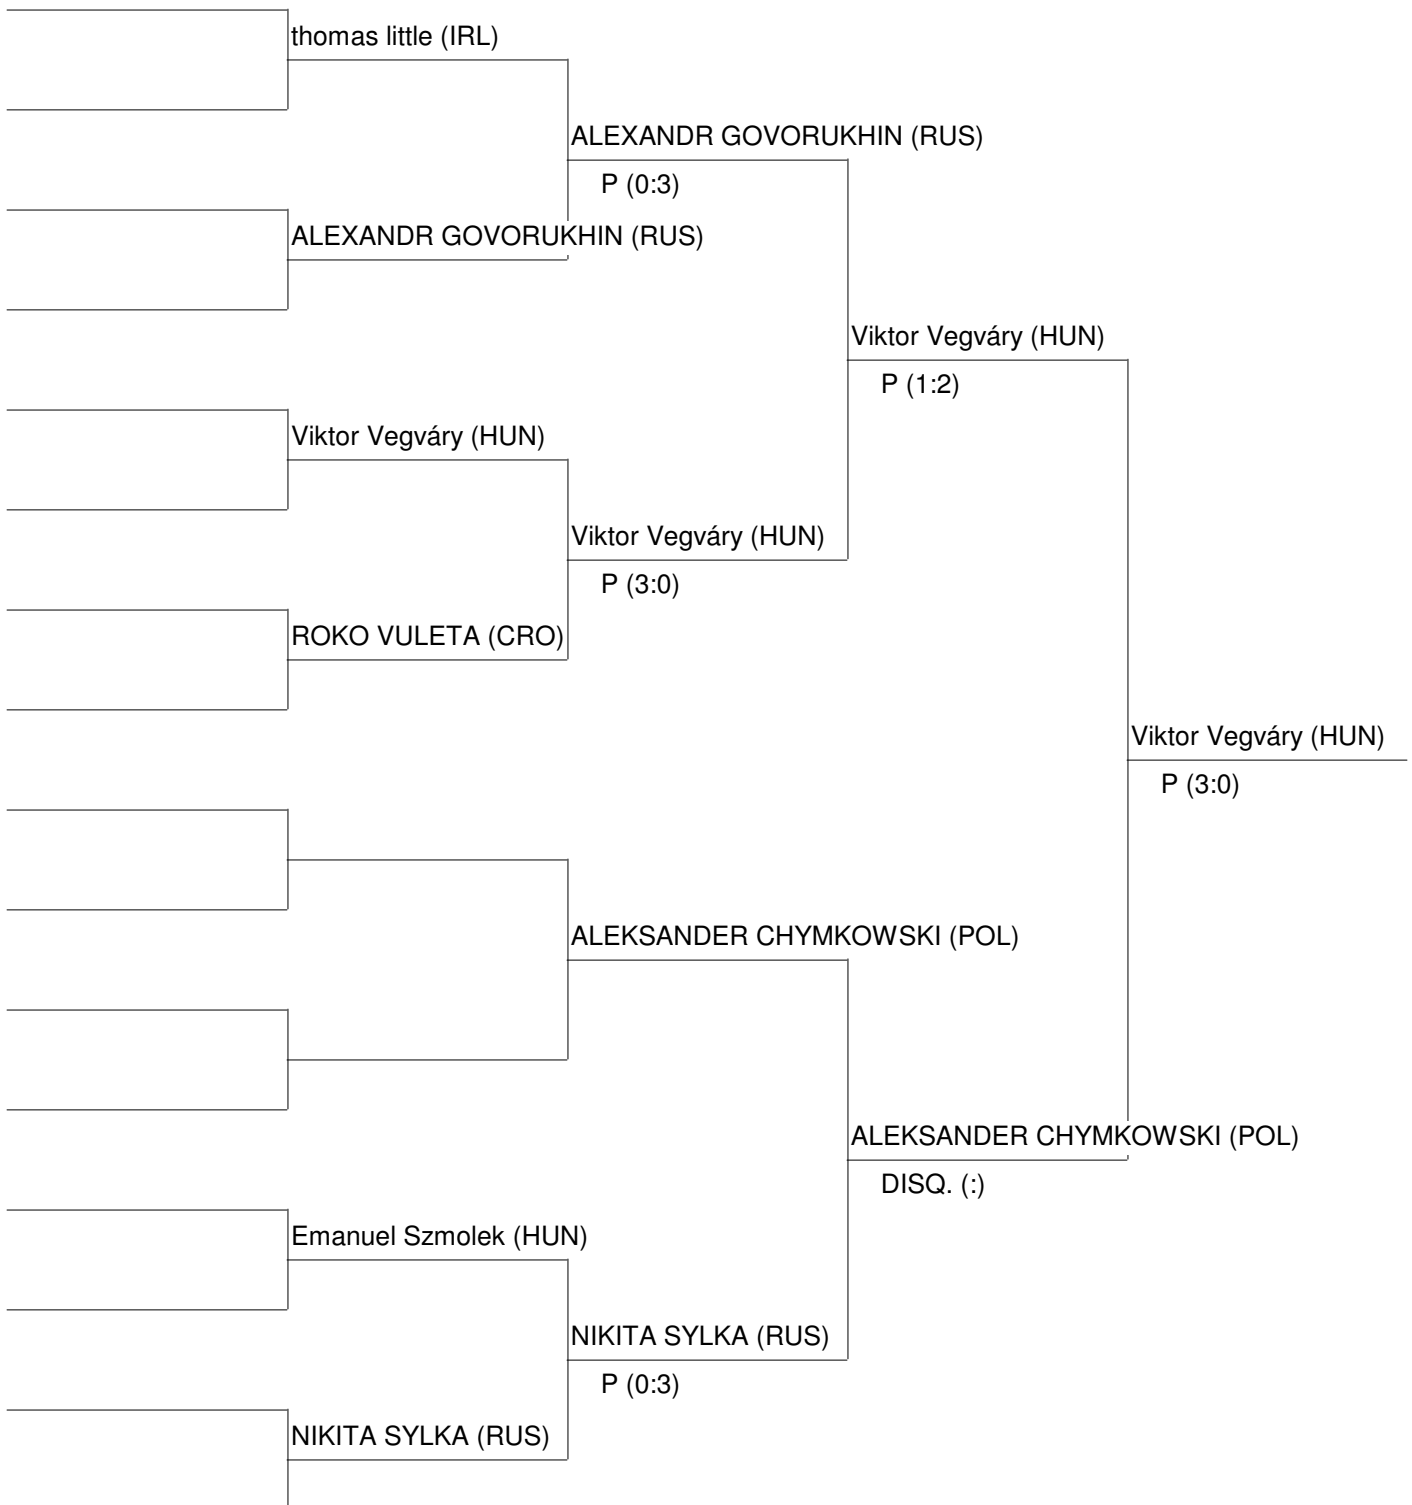 thomas little (IRL)
ALEXANDR GOVORUKHIN (RUS)
P (0:3)
ALEXANDR GOVORUKHIN (RUS)
Viktor Vegváry (HUN)
P (1:2)
Viktor Vegváry (HUN)
Viktor Vegváry (HUN)
P (3:0)
ROKO VULETA (CRO)
Viktor Vegváry (HUN)
P (3:0)
ALEKSANDER CHYMKOWSKI (POL)
ALEKSANDER CHYMKOWSKI (POL)
DISQ. (:)
Emanuel Szmolek (HUN)
NIKITA SYLKA (RUS)
P (0:3)
NIKITA SYLKA (RUS)